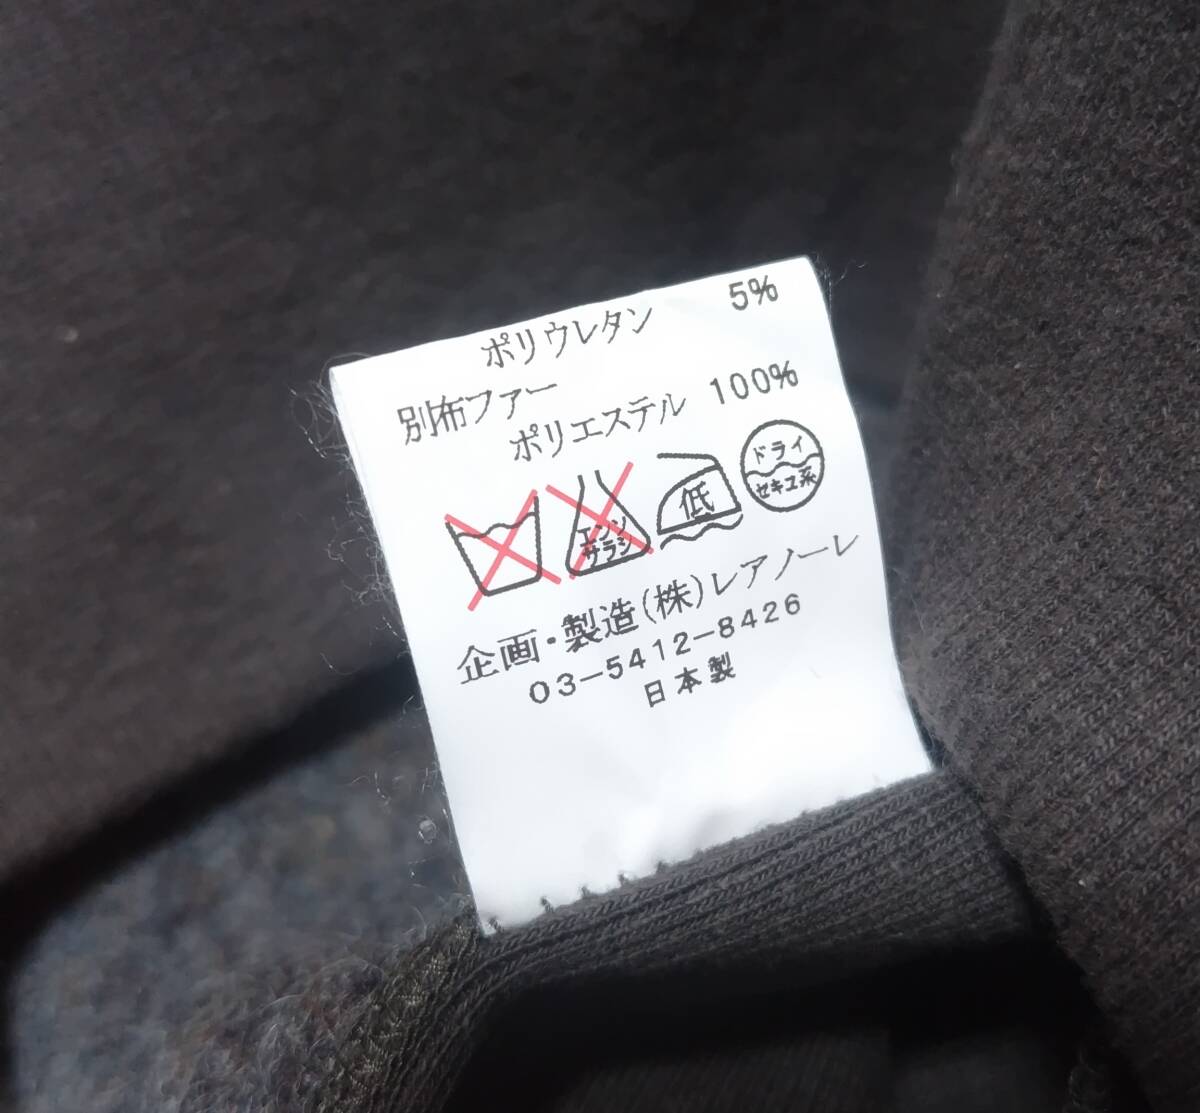 ポリウレタン 5%
別布ファー
ポリエステル 100%
エンソ
サラシ
低
ドライ
セキユ系
企画・製造(株)レアノーレ
03-5412-8426
日本製